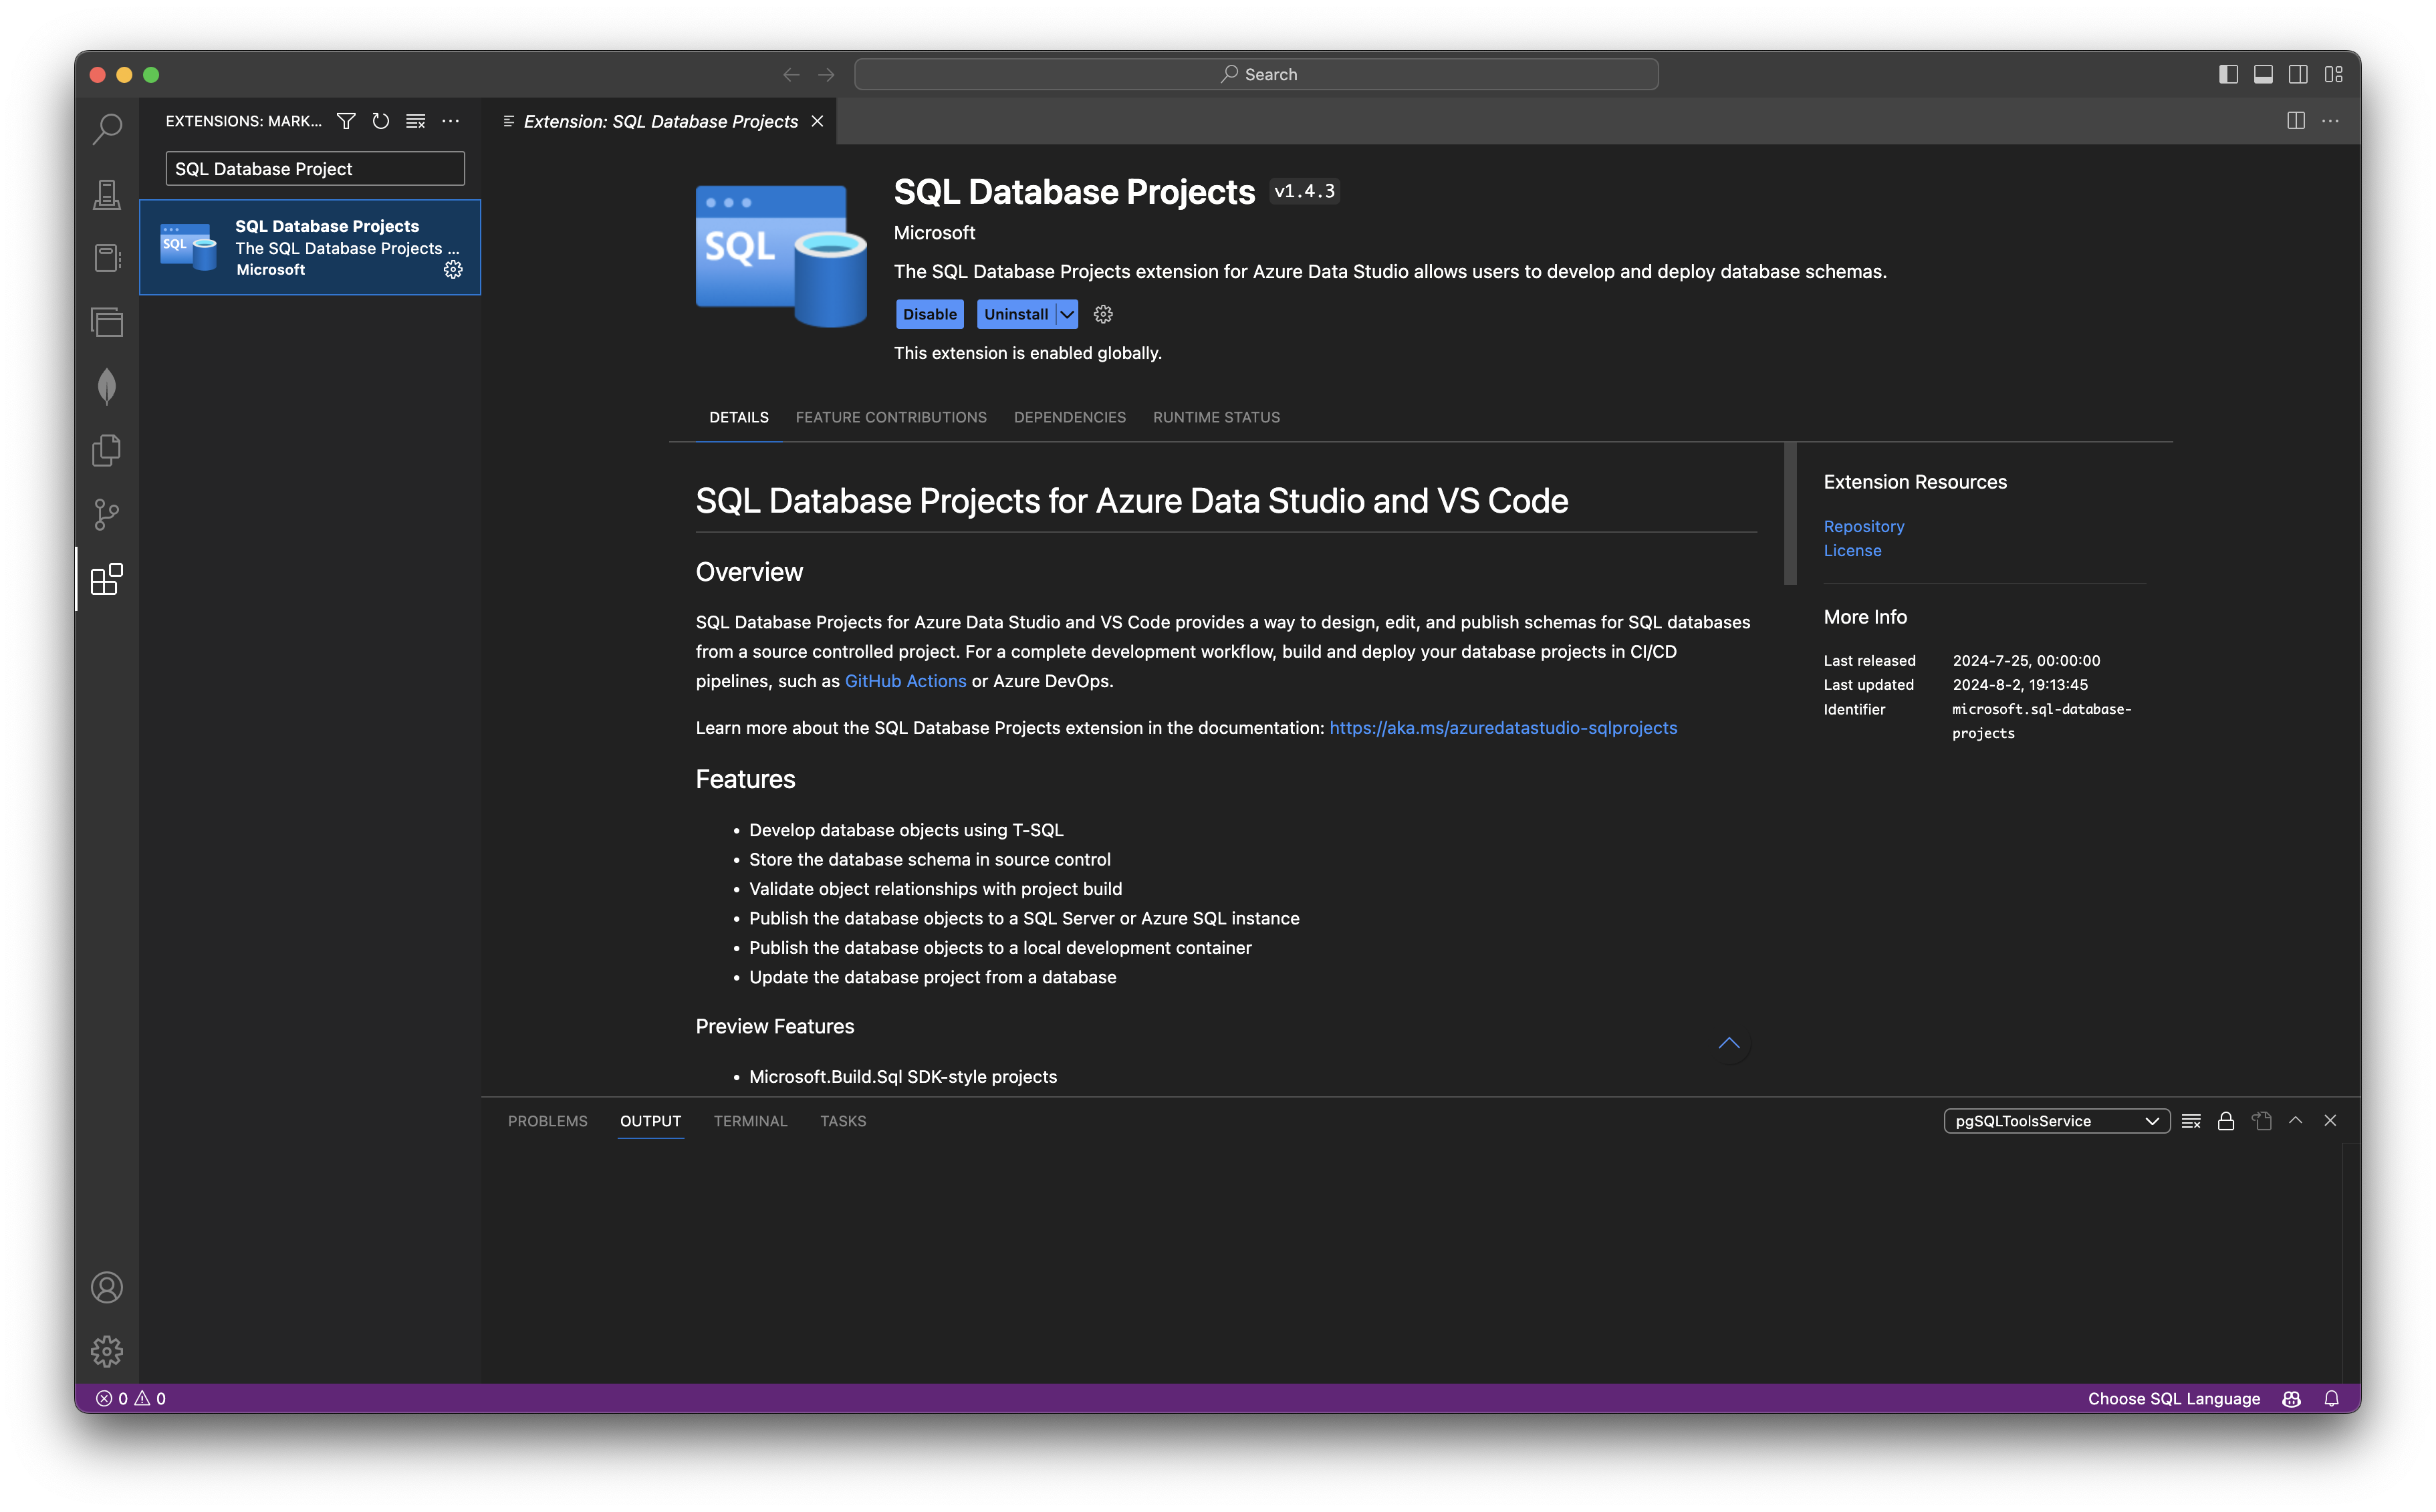 Search
EXTENSIONS: MARK...
Extension: SQL Database Projects
SQL Database Project
SQL Database Projects
The SQL Database Projects ...
Microsoft
SQL
SQL
SQL Database Projects v1.4.3
Microsoft
The SQL Database Projects extension for Azure Data Studio allows users to develop and deploy database schemas.
Disable Uninstall
This extension is enabled globally.
DETAILS FEATURE CONTRIBUTIONS DEPENDENCIES RUNTIME STATUS
SQL Database Projects for Azure Data Studio and VS Code
Overview
SQL Database Projects for Azure Data Studio and VS Code provides a way to design, edit, and publish schemas for SQL databases
from a source controlled project. For a complete development workflow, build and deploy your database projects in CI/CD
pipelines, such as GitHub Actions or Azure DevOps.
Learn more about the SQL Database Projects extension in the documentation: https://aka.ms/azuredatastudio-sqlprojects
Features
• Develop database objects using T-SQL
• Store the database schema in source control
• Validate object relationships with project build
• Publish the database objects to a SQL Server or Azure SQL instance
• Publish the database objects to a local development container
• Update the database project from a database
Preview Features
• Microsoft.Build.Sql SDK-style projects
Extension Resources
Repository
License
More Info
Last released 2024-7-25, 00:00:00
Last updated 2024-8-2, 19:13:45
Identifier microsoft.sql-database-
projects
PROBLEMS OUTPUT TERMINAL TASKS
pgSQLToolsService
0 0
Choose SQL Language